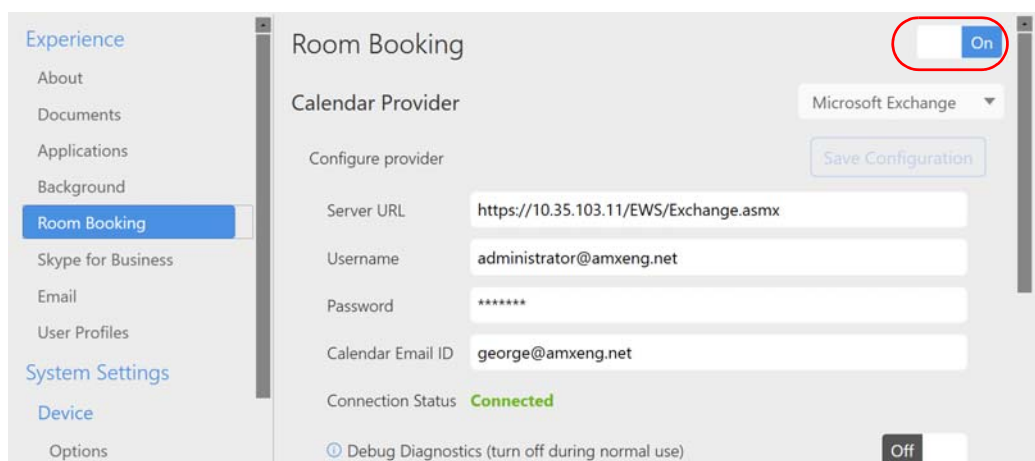 Experience
About
Documents
Applications
Background
Room Booking
Skype for Business
Email
User Profiles
System Settings
Device
Options
Room Booking
On
Calendar Provider
Microsoft Exchange
Configure provider
Save Configuration
Server URL
https://10.35.103.11/EWS/Exchange.asmx
Username
administrator@amxeng.net
Password
*******
Calendar Email ID
george@amxeng.net
Connection Status
Connected
Debug Diagnostics (turn off during normal use)
Off